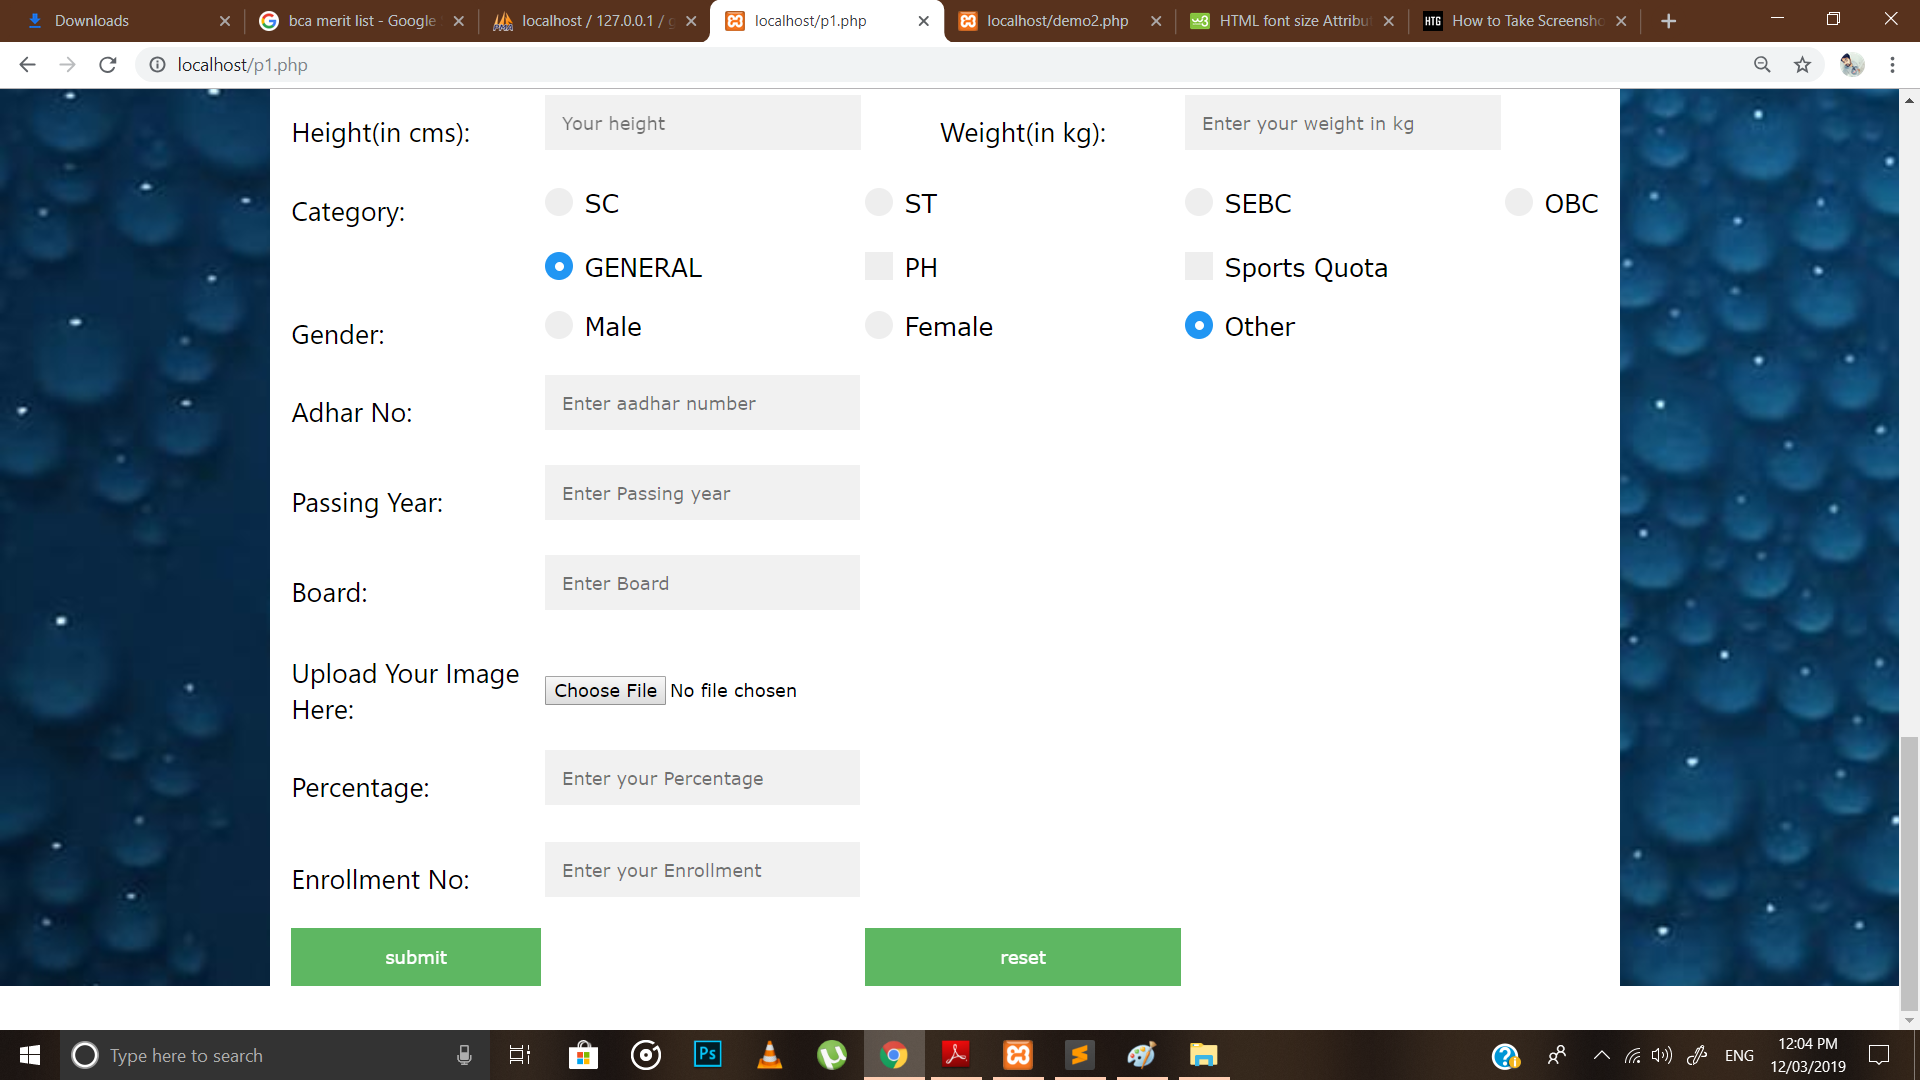 Downloads
bca merit list - Google
localhost / 127.0.0.1 /
localhost/p1.php
localhost/demo2.php
HTML font size Attribu
HTG How to Take Screensho
localhost/p1.php
Height(in cms): Your height Weight(in kg): Enter your weight in kg
Category: SC ST SEBC OBC
GENERAL PH Sports Quota
Gender: Male Female Other
Adhar No: Enter aadhar number
Passing Year: Enter Passing year
Board: Enter Board
Upload Your Image
Here:
Choose File No file chosen
Percentage: Enter your Percentage
Enrollment No: Enter your Enrollment
submit reset
Type here to search
Ps
ENG
12:04 PM
12/03/2019